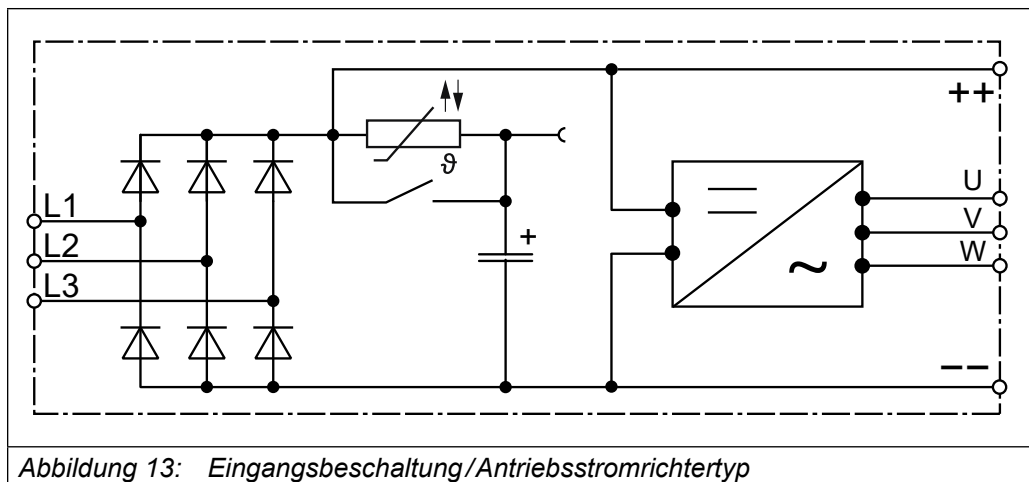 ++
ϑ
L1
L2
L3
+
U
V
W
~
--
Abbildung 13: Eingangsbeschaltung/Antriebsstromrichtertyp